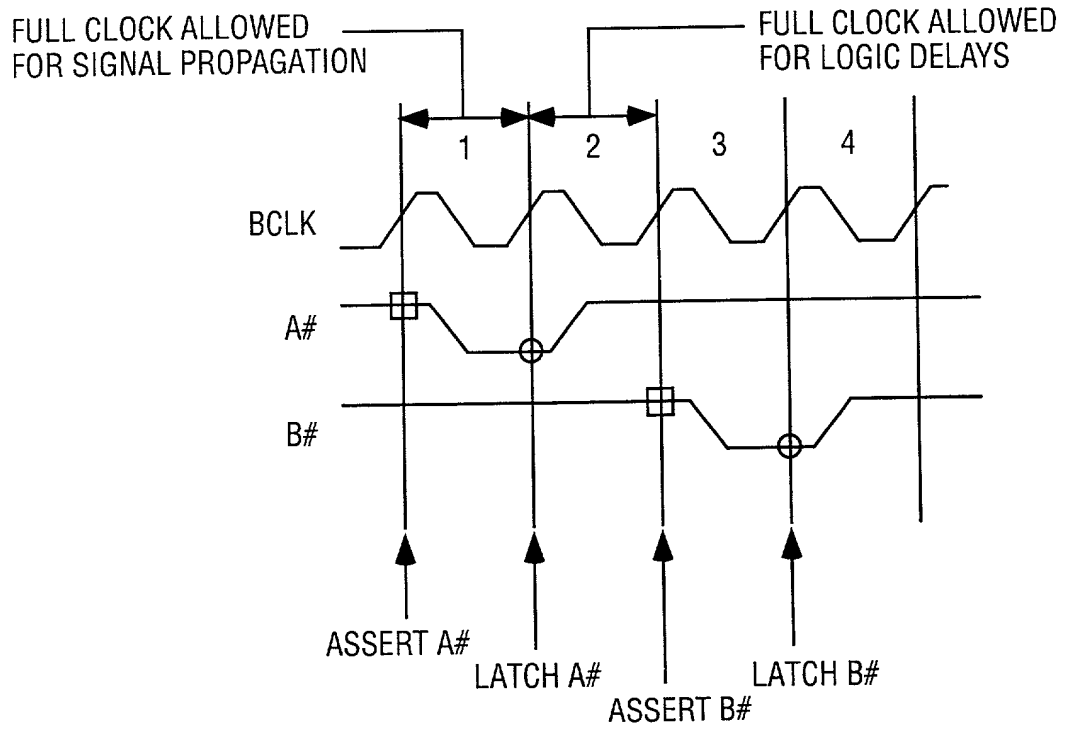 FULL CLOCK ALLOWED
FOR SIGNAL PROPAGATION
FULL CLOCK ALLOWED
FOR LOGIC DELAYS
1
2
3
4
BCLK
A#
B#
ASSERT A#
LATCH A#
ASSERT B#
LATCH B#